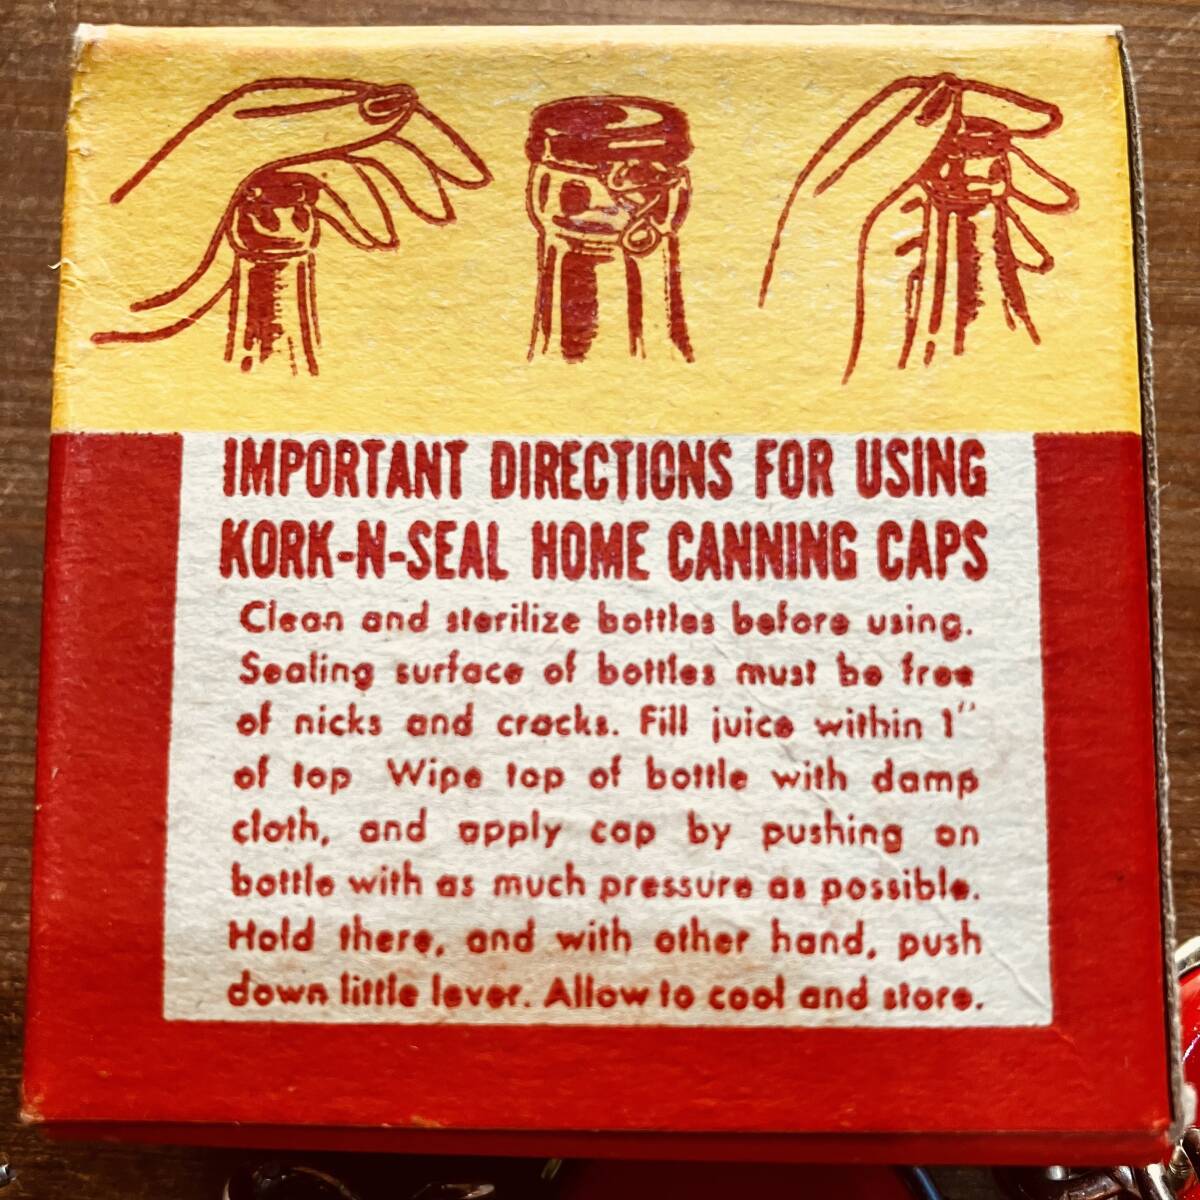 IMPORTANT DIRECTIONS FOR USING
KORK-N-SEAL HOME CANNING CAPS
Clean and sterilize bottles before using.
Sealing surface of bottles must be free
of nicks and cracks. Fill juice within 1"
of top Wipe top of bottle with damp
cloth, and apply cap by pushing on
bottle with as much pressure as possible.
Hold there, and with other hand, push
down little lever. Allow to cool and store.